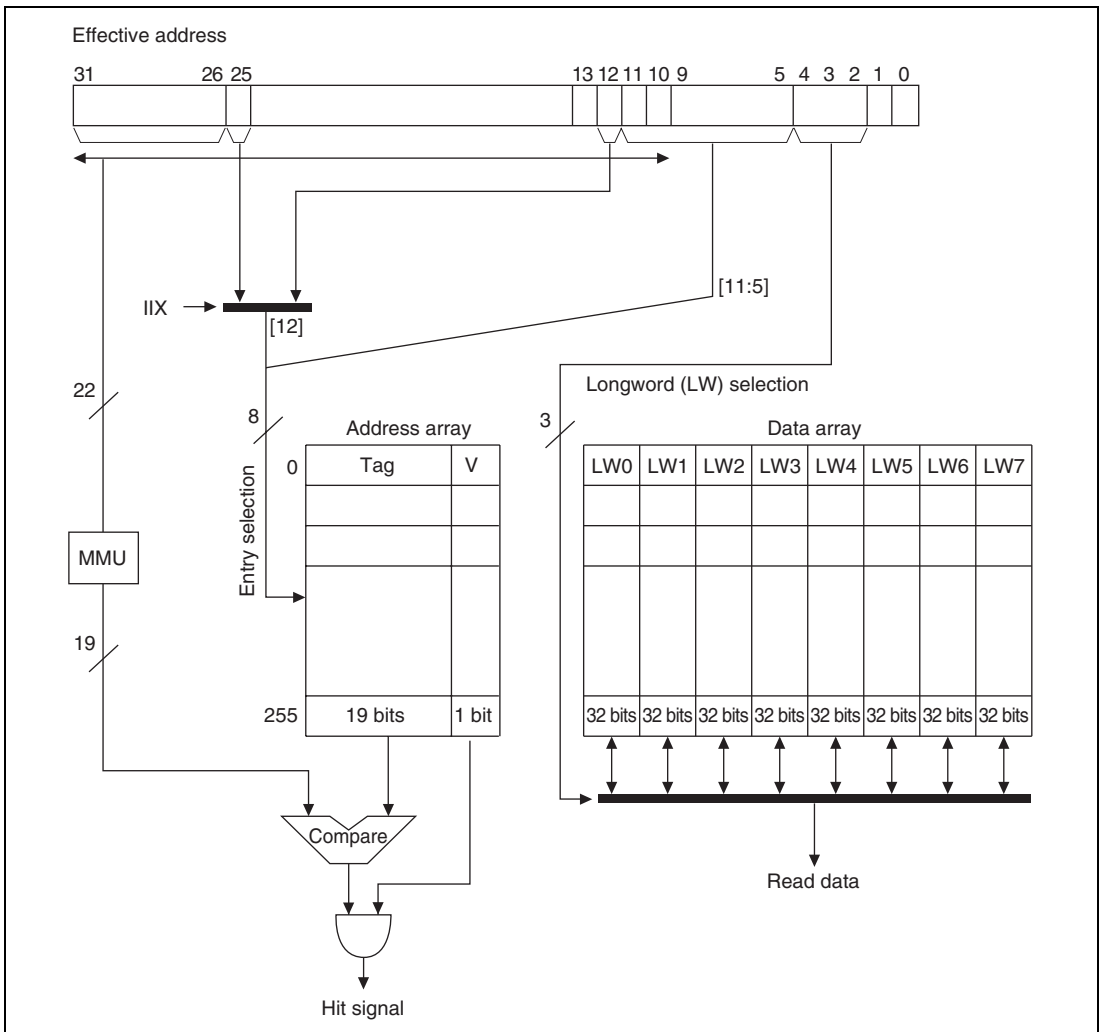 Effective address
31 26 25 13 12 11 10 9 5 4 3 2 1 0
[11:5]
IIX
[12]
22
Longword (LW) selection
8
3
Address array
Data array
0
Tag
V
LW0 LW1 LW2 LW3 LW4 LW5 LW6 LW7
Entry selection
MMU
19
255
19 bits
1 bit
32 bits 32 bits 32 bits 32 bits 32 bits 32 bits 32 bits 32 bits
Compare
Read data
Hit signal